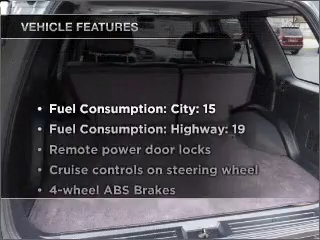 VEHICLE FEATURES
• Fuel Consumption: City: 15
• Fuel Consumption: Highway: 19
• Remote power door locks
• Cruise controls on steering wheel
• 4-wheel ABS Brakes